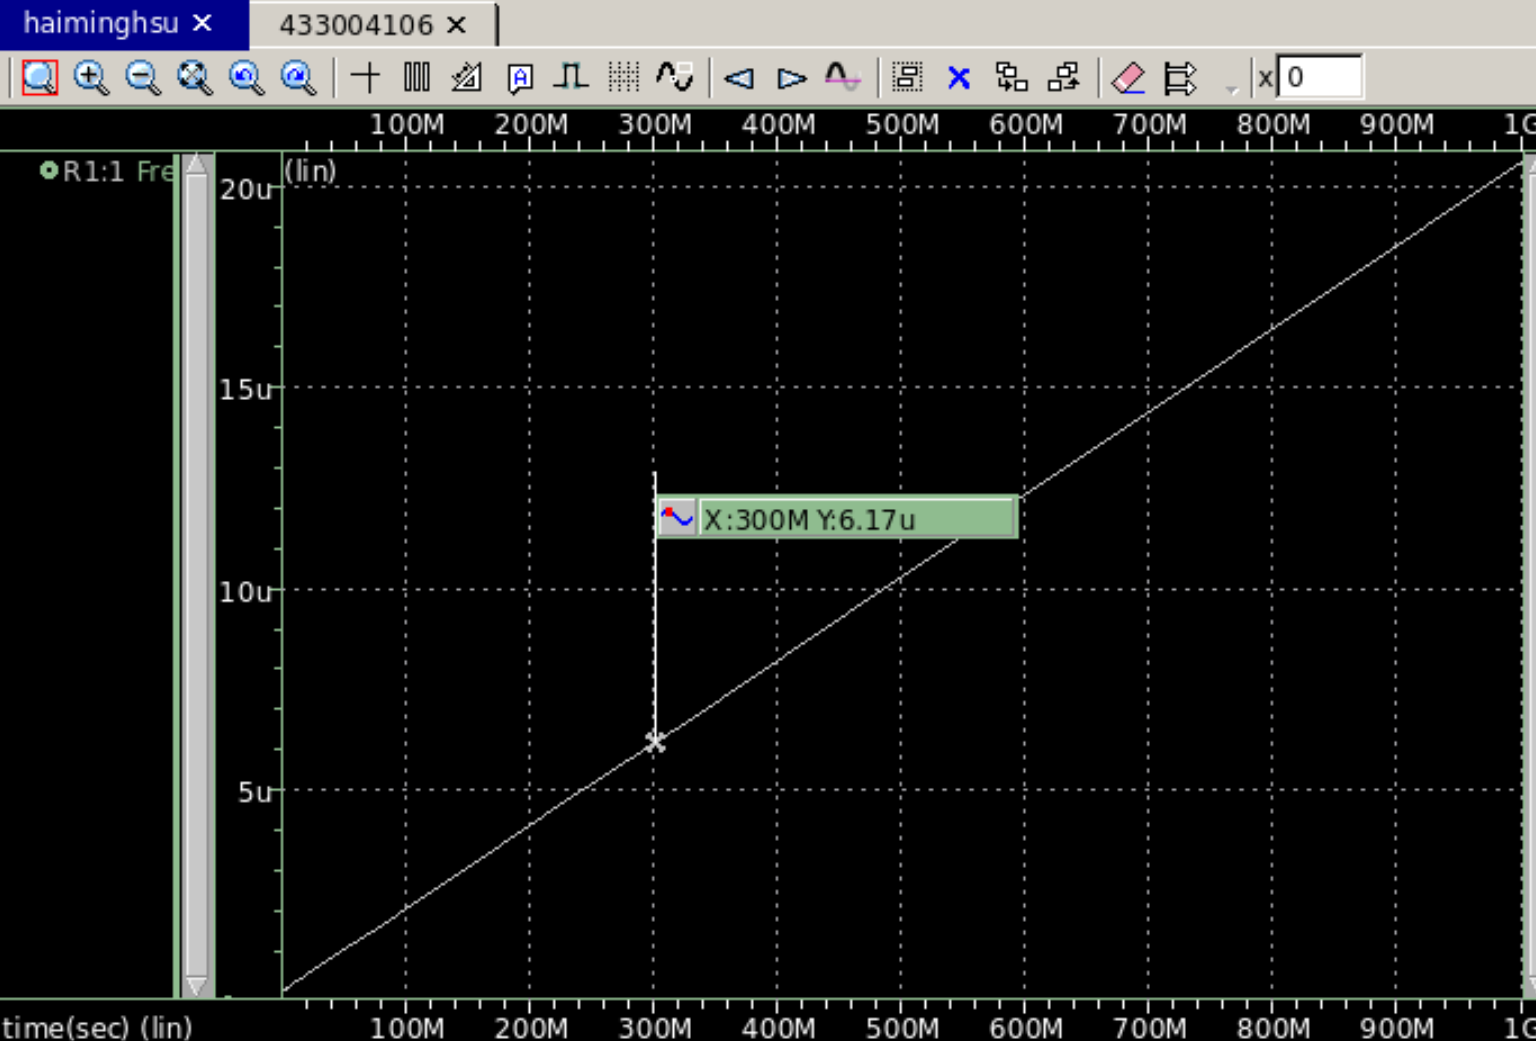 haiminghsu × 433004106 ×
A x 0
100M 200M 300M 400M 500M 600M 700M 800M 900M 1G
R1:1 Fre (lin)
20u
15u
X:300M Y:6.17u
10u
5u
time(sec) (lin) 100M 200M 300M 400M 500M 600M 700M 800M 900M 1G